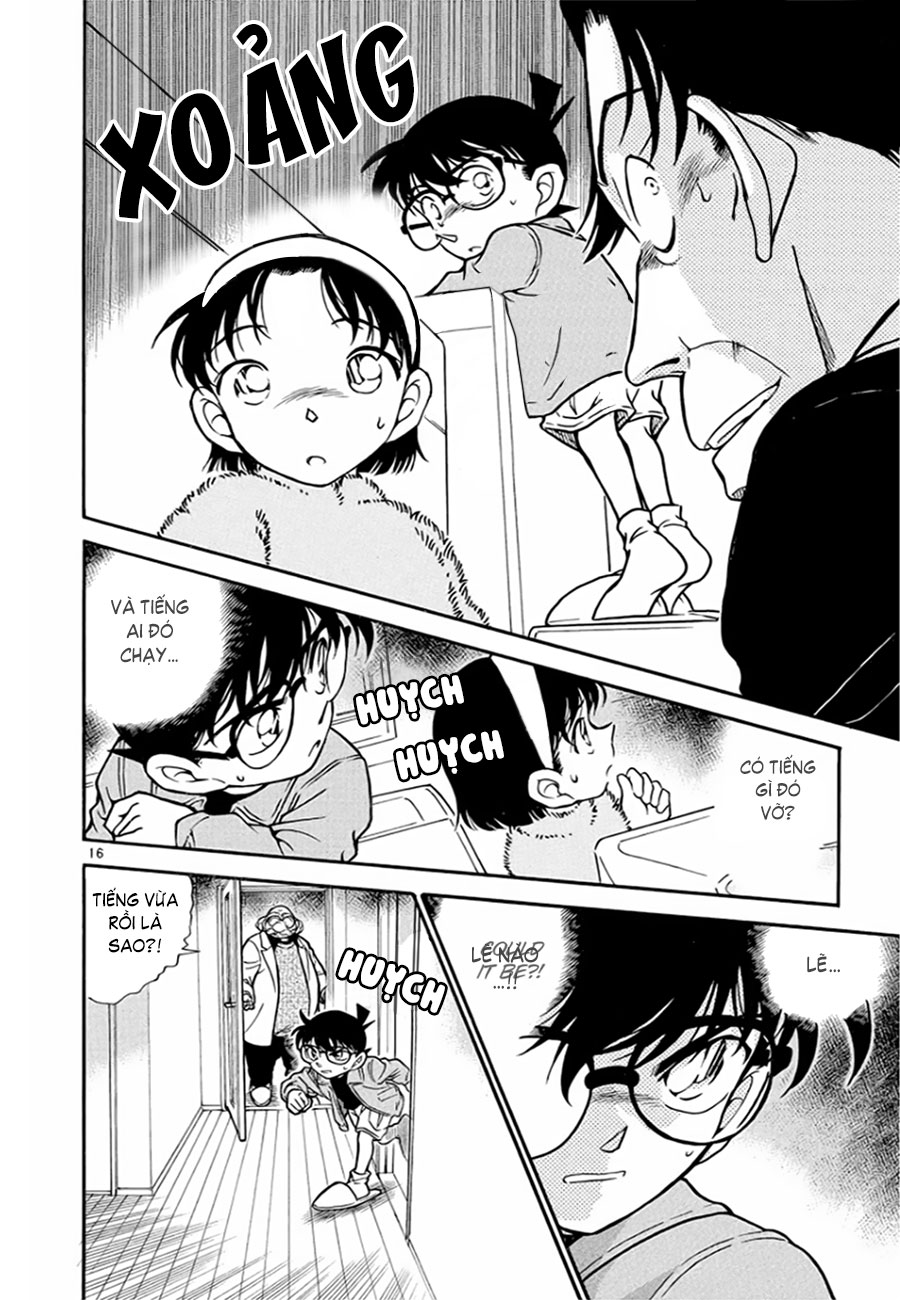 XOẢNG
VÀ TIẾNG
AI ĐÓ
CHẠY...
HUỴCH
HUỴCH
CÓ TIẾNG
GÌ ĐÓ
VỠ?
16
TIẾNG VỪA
RỒI LÀ
SAO?!
HUỴCH
LẼ NÀO
...!!
COULD
IT BE?!
LẼ...